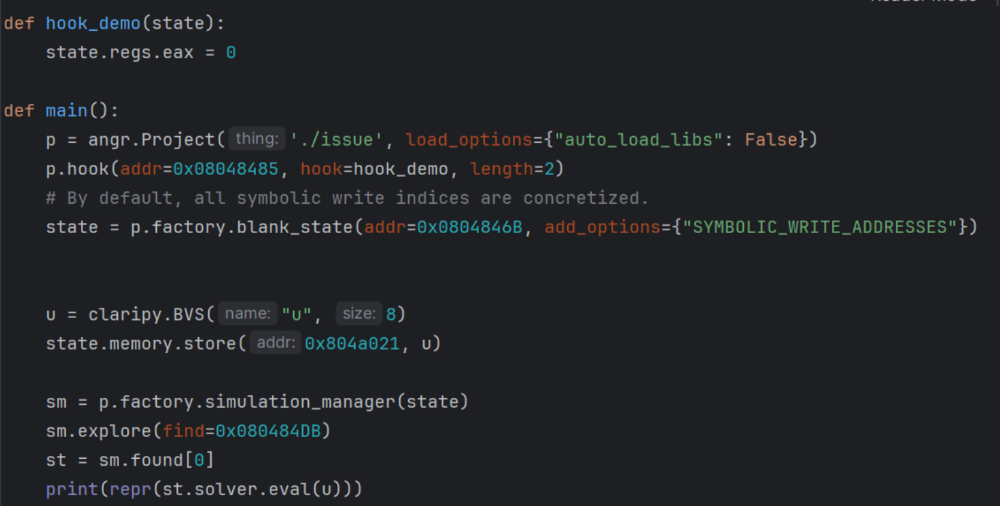 def hook_demo(state):
    state.regs.eax = 0
def main():
    p = angr.Project( thing: './issue', load_options={"auto_load_libs": False})
    p.hook(addr=0x08048485, hook=hook_demo, length=2)
    # By default, all symbolic write indices are concretized.
    state = p.factory.blank_state(addr=0x0804846B, add_options={"SYMBOLIC_WRITE_ADDRESSES"})
    u = claripy.BVS( name: "u", size: 8)
    state.memory.store( addr: 0x804a021, u)
    sm = p.factory.simulation_manager(state)
    sm.explore(find=0x080484DB)
    st = sm.found[0]
    print(repr(st.solver.eval(u)))